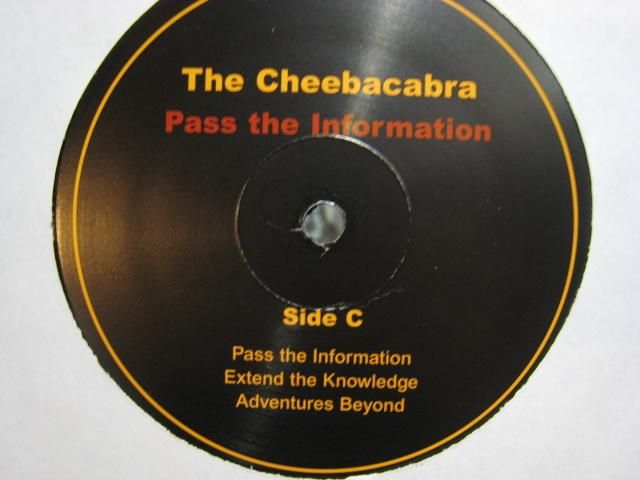 The Cheebacabra
Pass the Information
Side C
Pass the Information
Extend the Knowledge
Adventures Beyond